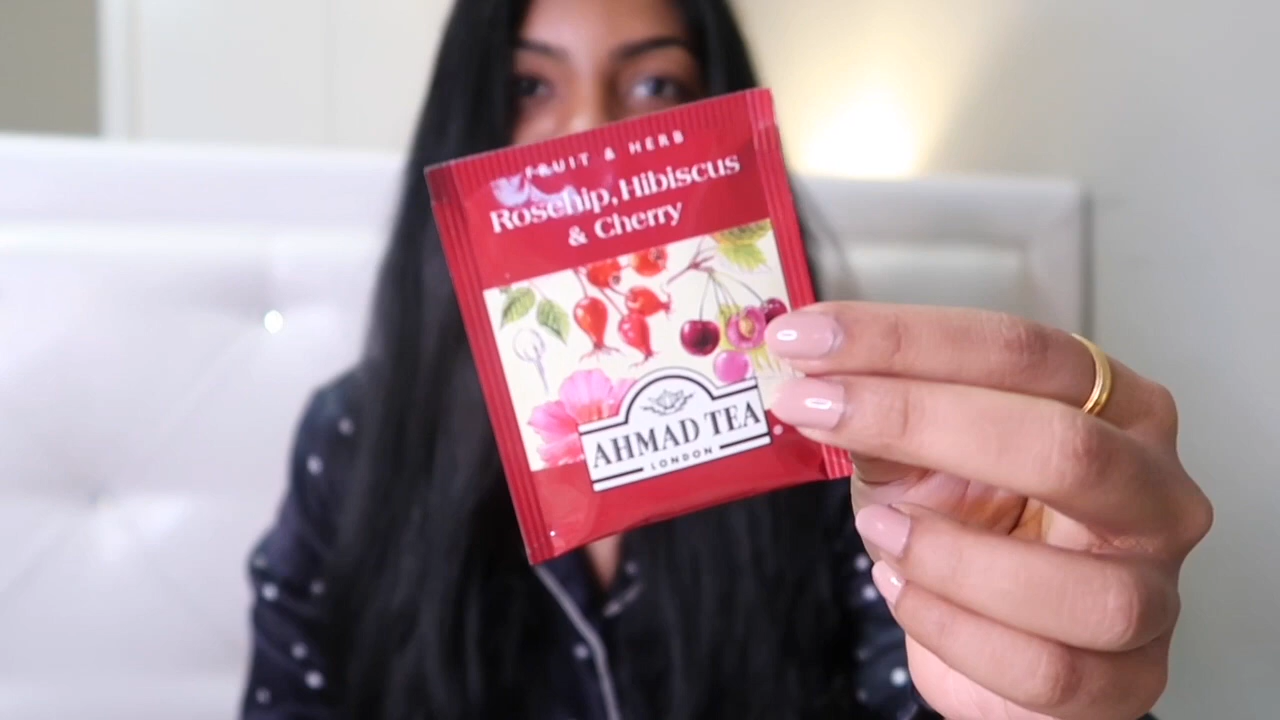 FRUIT & HERB
Rosehip, Hibiscus
& Cherry
AHMAD TEA
LONDON